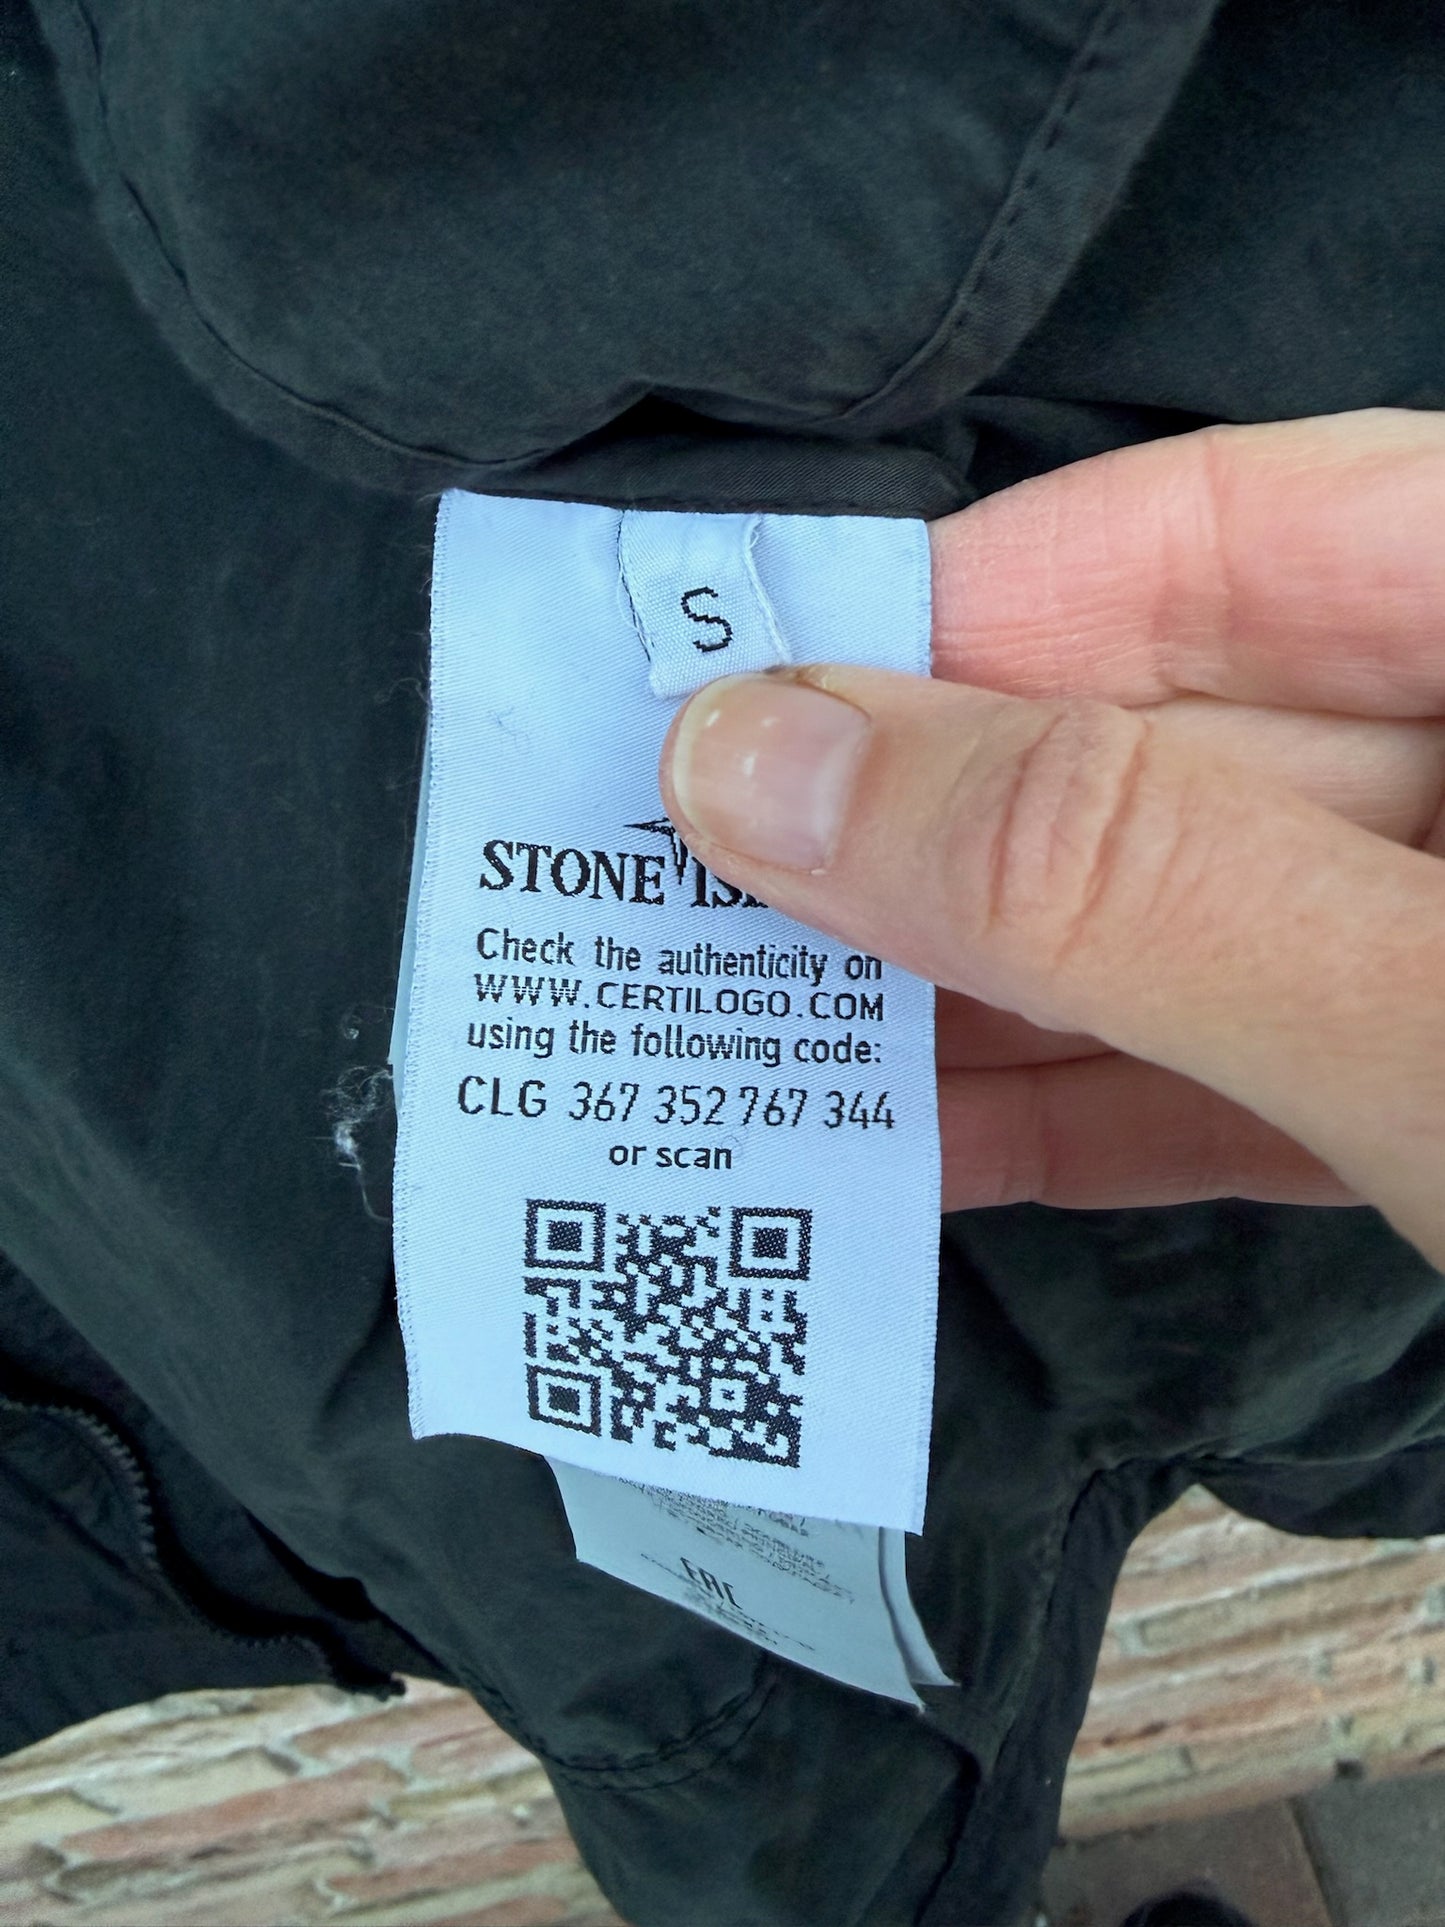 S
STONE
Check the authenticity on
WWW.CERTILOGO.COM
using the following code:
CLG 367 352 767 344
or scan
EAC